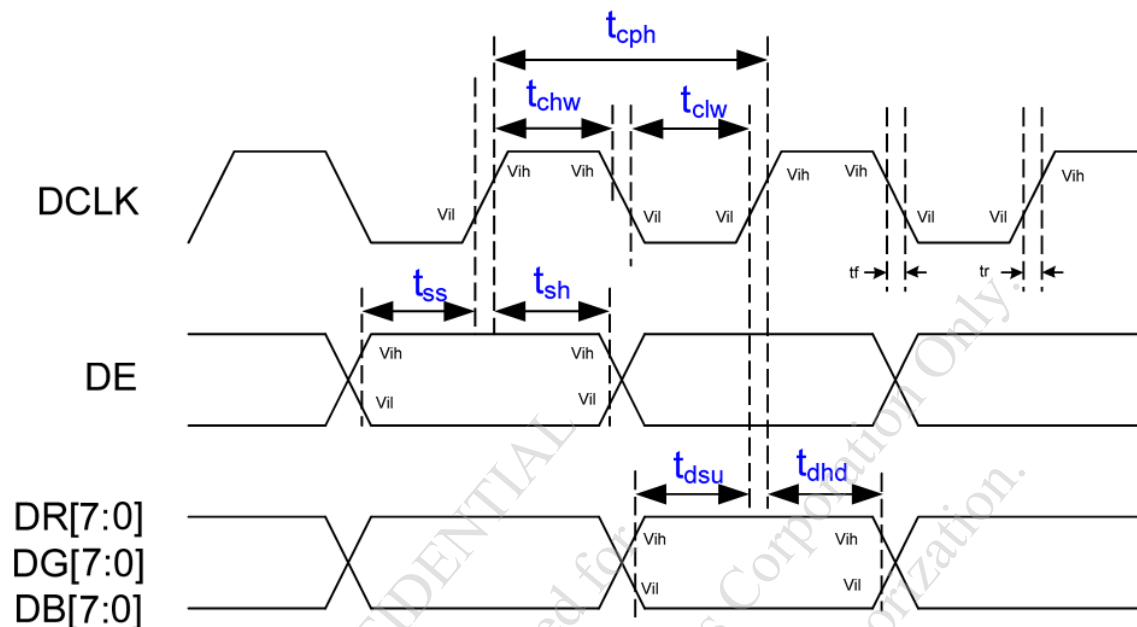 tcph
tchw
tclw
DCLK
Vih Vih Vih Vih Vih
Vil Vil Vil Vil Vil
tf tr
tss
tsh
DE
Vih Vih
Vil Vil
tdsu
tdhd
DR[7:0]
DG[7:0]
DB[7:0]
Vih Vih
Vil Vil
Corporation Only.